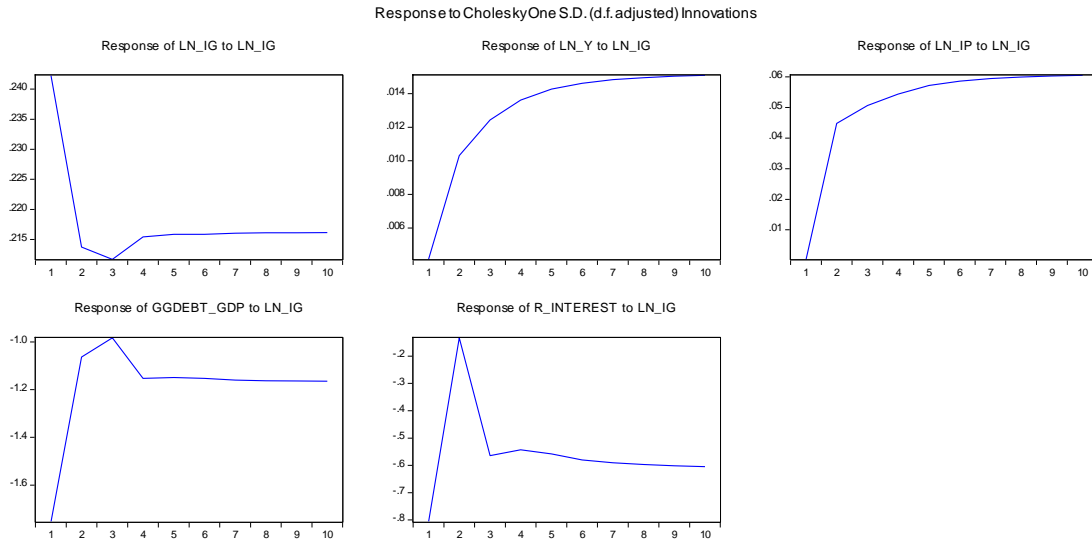 Response to Cholesky One S.D. (d.f. adjusted) Innovations
Response of LN_IG to LN_IG
.240
.235
.230
.225
.220
.215
1 2 3 4 5 6 7 8 9 10
Response of LN_Y to LN_IG
.014
.012
.010
.008
.006
1 2 3 4 5 6 7 8 9 10
Response of LN_IP to LN_IG
.06
.05
.04
.03
.02
.01
1 2 3 4 5 6 7 8 9 10
Response of GGDEBT_GDP to LN_IG
-1.0
-1.2
-1.4
-1.6
1 2 3 4 5 6 7 8 9 10
Response of R_INTEREST to LN_IG
-.2
-.3
-.4
-.5
-.6
-.7
-.8
1 2 3 4 5 6 7 8 9 10